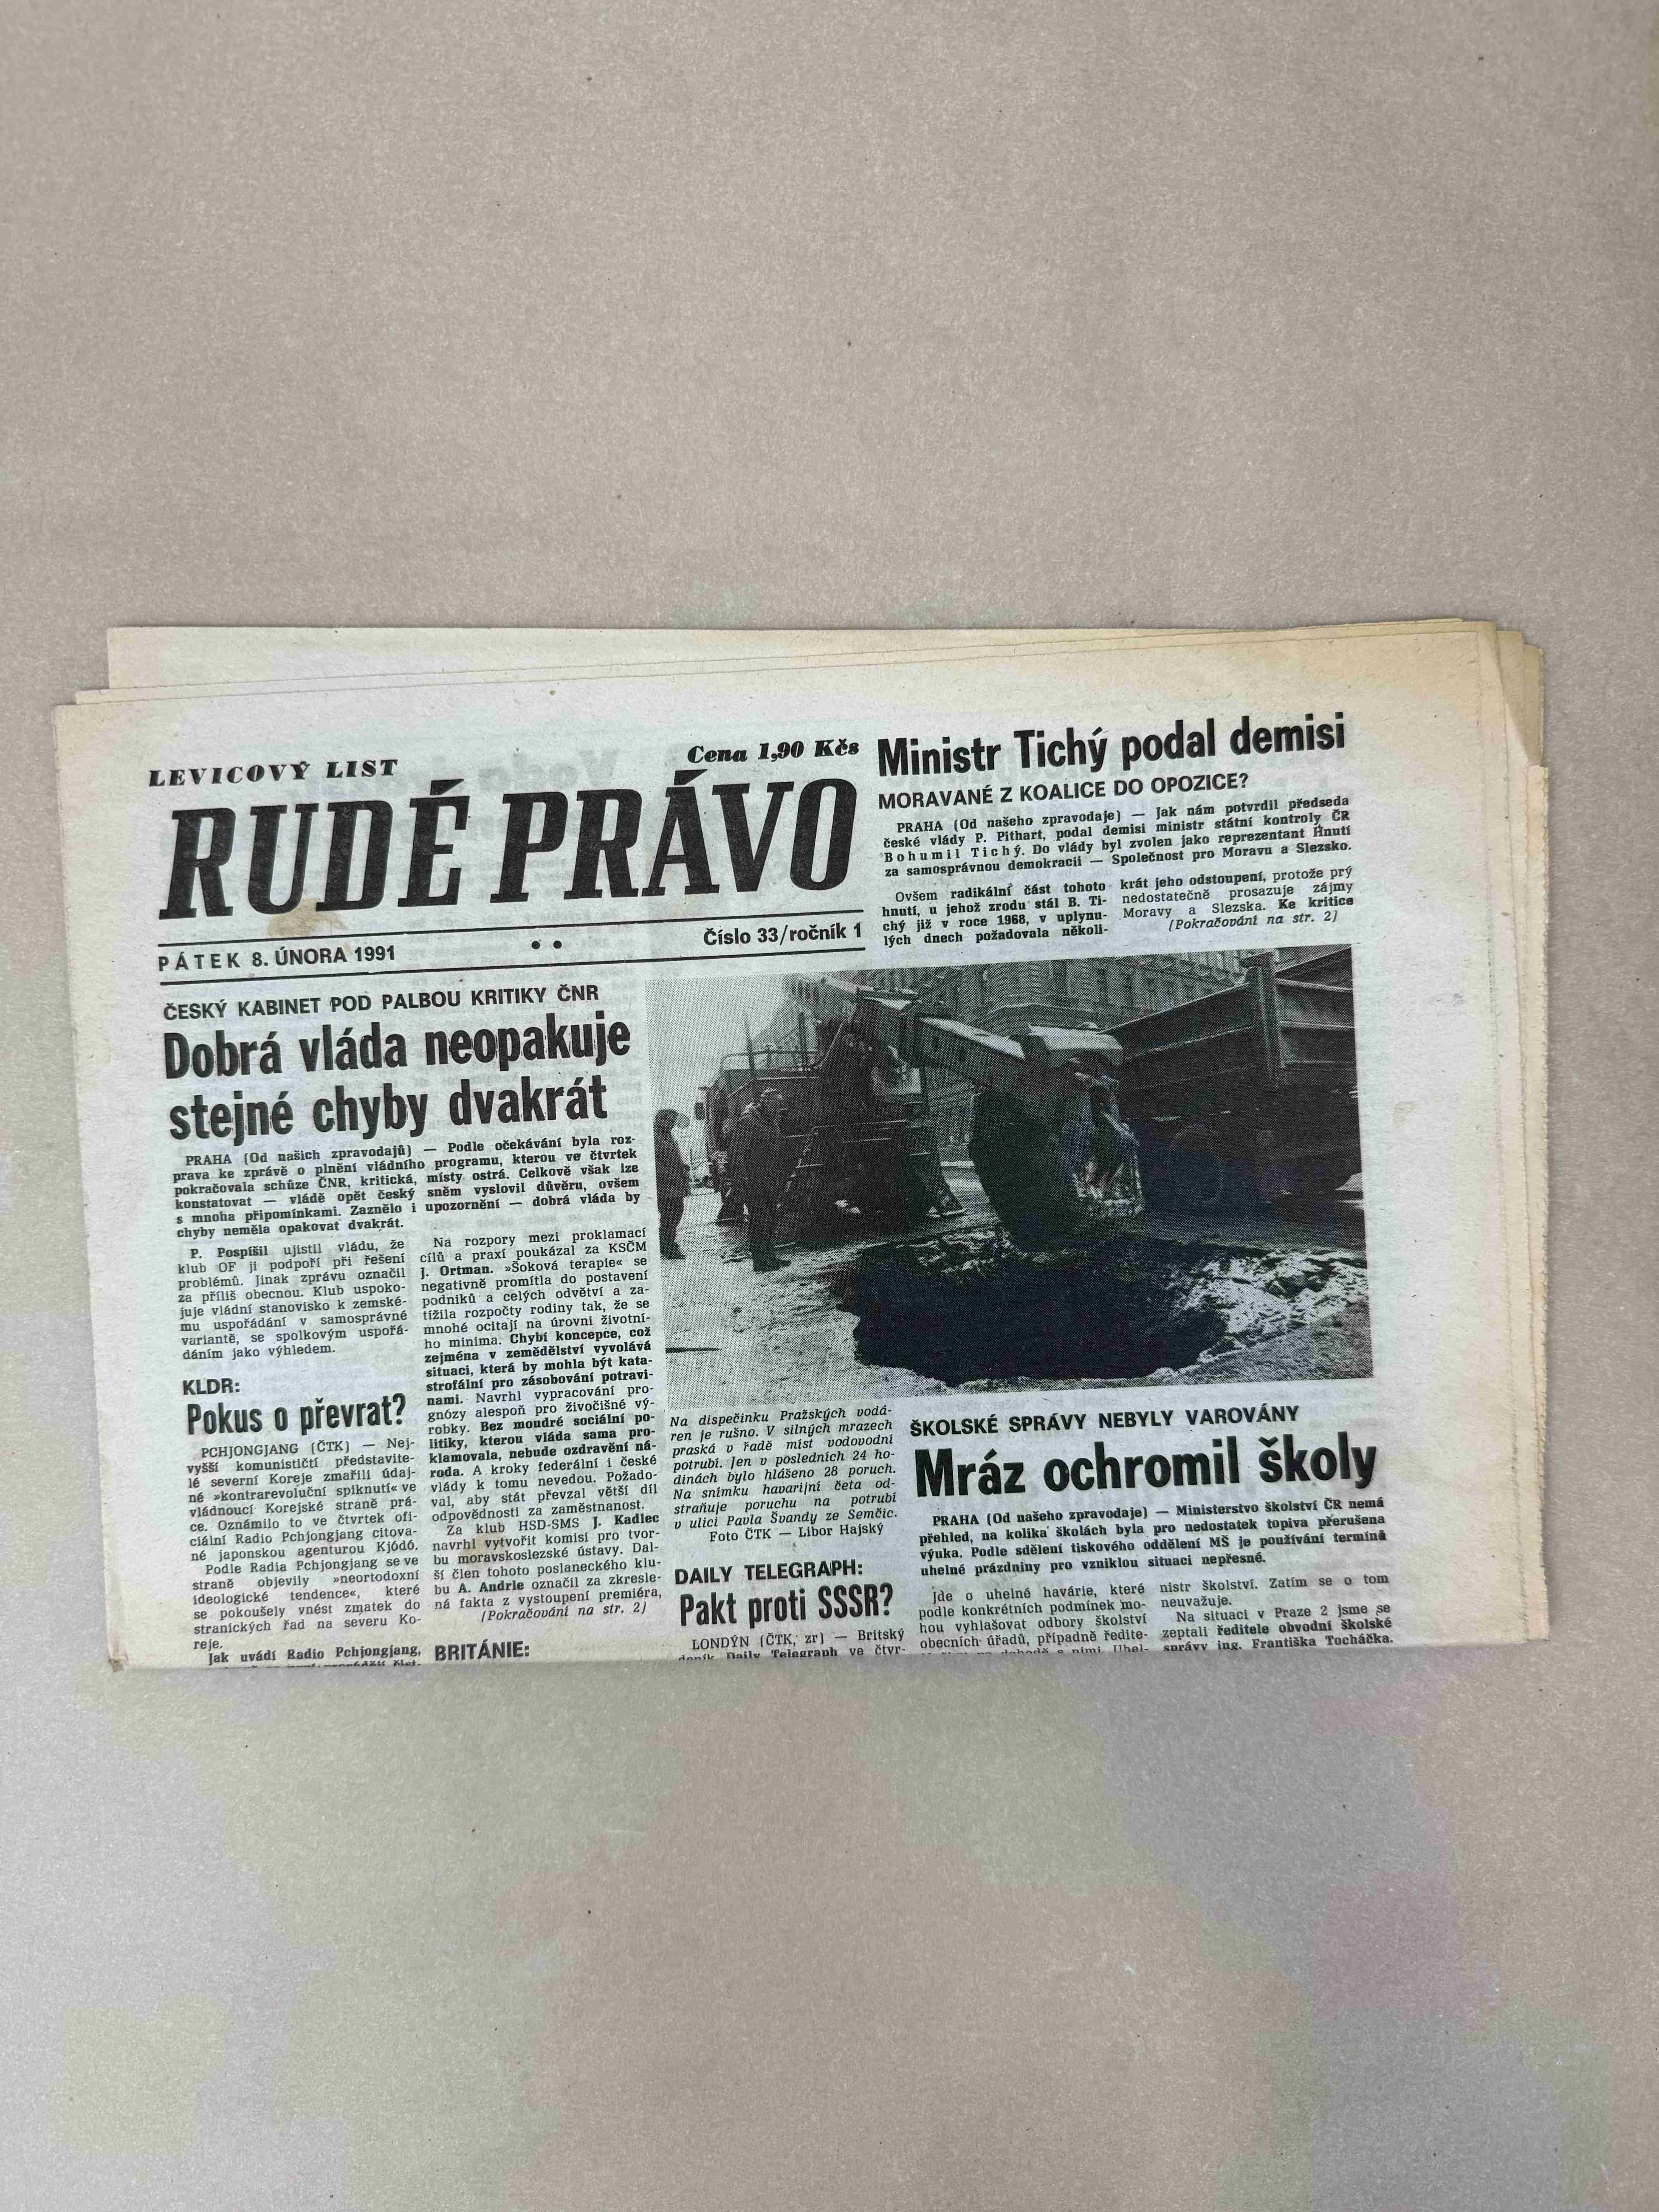 LEVICOVÝ LIST
Cena 1,90 Kčs
RUDÉ PRÁVO
PÁTEK 8. ÚNORA 1991
Číslo 33/ročník 1
Ministr Tichý podal demisi
MORAVANÉ Z KOALICE DO OPOZICE?
PRAHA (Od našeho zpravodaje) — Jak nám potvrdil předseda
české vlády P. Pithart, podal demisi ministr státní kontroly ČR
Bohumil Tichý. Do vlády byl zvolen jako reprezentant Hnutí
za samosprávnou demokracii — Společnost pro Moravu a Slezsko.
Ovšem radikální část tohoto
hnutí, u jehož zrodu stál B. Ti-
chý již v roce 1968, v uplynu-
lých dnech požadovala několi-
krát jeho odstoupení, protože prý
nedostatečně prosazuje zájmy
Moravy a Slezska. Ke kritice
(Pokračování na str. 2)
ČESKÝ KABINET POD PALBOU KRITIKY ČNR
Dobrá vláda neopakuje
stejné chyby dvakrát
PRAHA (Od našich zpravodajů) — Podle očekávání byla roz-
prava ke zprávě o plnění vládního programu, kterou ve čtvrtek
pokračovala schůze ČNR, kritická, místy ostrá. Celkově však lze
konstatovat — vládě opět český sněm vyslovil důvěru, ovšem
s mnoha připomínkami. Zaznělo i upozornění — dobrá vláda by
chyby neměla opakovat dvakrát.
P. Pospíšil ujistil vládu, že
klub OF ji podpoří při řešení
problémů. Jinak zprávu označil
za příliš obecnou. Klub uspoko-
juje vládní stanovisko k zemské-
mu uspořádání v samosprávné
variantě, se spolkovým uspořá-
dáním jako výhledem.
KLDR:
Pokus o převrat?
PCHJONGJANG (ČTK) — Nej-
vyšší komunističtí představite-
lé severní Koreje zmařili údaj-
né »kontrarevoluční spiknutí« ve
vládnoucí Korejské straně prá-
ce. Oznámilo to ve čtvrtek ofi-
ciální Radio Pchjongjang citova-
né japonskou agenturou Kjódó.
Podle Radia Pchjongjang se ve
straně objevily »neortodoxní
ideologické tendence«, které
se pokoušely vnést zmatek do
stranických řad na severu Ko-
reje.
Jak uvádí Radio Pchjongjang,
Na rozpory mezi proklamací
cílů a praxí poukázal za KSČM
J. Ortman. »Šoková terapie« se
negativně promítla do postavení
podniků a celých odvětví a za-
tížila rozpočty rodiny tak, že se
mnohé ocitají na úrovni životní-
ho minima. Chybí koncepce, což
zejména v zemědělství vyvolává
situaci, která by mohla být kata-
strofální pro zásobování potravi-
nami. Navrhl vypracování pro-
gnózy alespoň pro živočišné vý-
robky. Bez moudré sociální po-
litiky, kterou vláda sama pro-
klamovala, nebude ozdravění ná-
roda. A kroky federální i české
vlády k tomu nevedou. Požado-
val, aby stát převzal větší díl
odpovědnosti za zaměstnanost.
Za klub HSD-SMS J. Kadlec
navrhl vytvořit komisi pro tvor-
bu moravskoslezské ústavy. Dal-
ší člen tohoto poslaneckého klu-
bu A. Andrle označil za zkresle-
ná fakta z vystoupení premiéra,
(Pokračování na str. 2)
BRITÁNIE:
Na dispečinku Pražských vodá-
ren je rušno. V silných mrazech
praská v řadě míst vodovodní
potrubí. Jen v posledních 24 ho-
dinách bylo hlášeno 28 poruch.
Na snímku havarijní četa od-
straňuje poruchu na potrubí
v ulici Pavla Švandy ze Semčic.
Foto ČTK — Libor Hajský
DAILY TELEGRAPH:
Pakt proti SSSR?
LONDÝN (ČTK, zr) — Britský
deník Daily Telegraph ve čtvr-
ŠKOLSKÉ SPRÁVY NEBYLY VAROVÁNY
Mráz ochromil školy
PRAHA (Od našeho zpravodaje) — Ministerstvo školství ČR nemá
přehled, na kolika školách byla pro nedostatek topiva přerušena
výuka. Podle sdělení tiskového oddělení MŠ je používání termínu
uhelné prázdniny pro vzniklou situaci nepřesné.
Jde o uhelné havárie, které
podle konkrétních podmínek mo-
hou vyhlašovat odbory školství
obecních úřadů, případně ředite-
nistr školství. Zatím se o tom
neuvažuje.
Na situaci v Praze 2 jsme se
zeptali ředitele obvodní školské
správy ing. Františka Tocháčka.